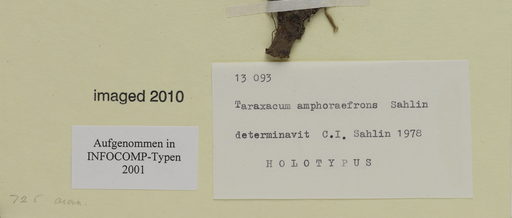 13 093
Taraxacum amphoraefrons Sahlin
determinavit C.I. Sahlin 1978
HOLOTYPUS
imaged 2010
Aufgenommen in
INFOCOMP-Typen
2001